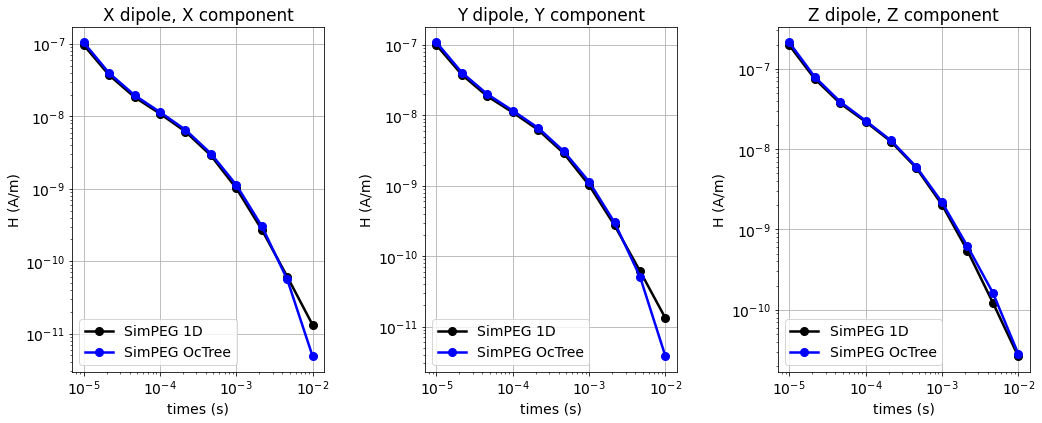 X dipole, X component
10⁻⁷
10⁻⁸
10⁻⁹
10⁻¹⁰
10⁻¹¹
H (A/m)
SimPEG 1D
SimPEG OcTree
10⁻⁵
10⁻⁴
10⁻³
10⁻²
times (s)
Y dipole, Y component
10⁻⁷
10⁻⁸
10⁻⁹
10⁻¹⁰
10⁻¹¹
H (A/m)
SimPEG 1D
SimPEG OcTree
10⁻⁵
10⁻⁴
10⁻³
10⁻²
times (s)
Z dipole, Z component
10⁻⁷
10⁻⁸
10⁻⁹
10⁻¹⁰
H (A/m)
SimPEG 1D
SimPEG OcTree
10⁻⁵
10⁻⁴
10⁻³
10⁻²
times (s)